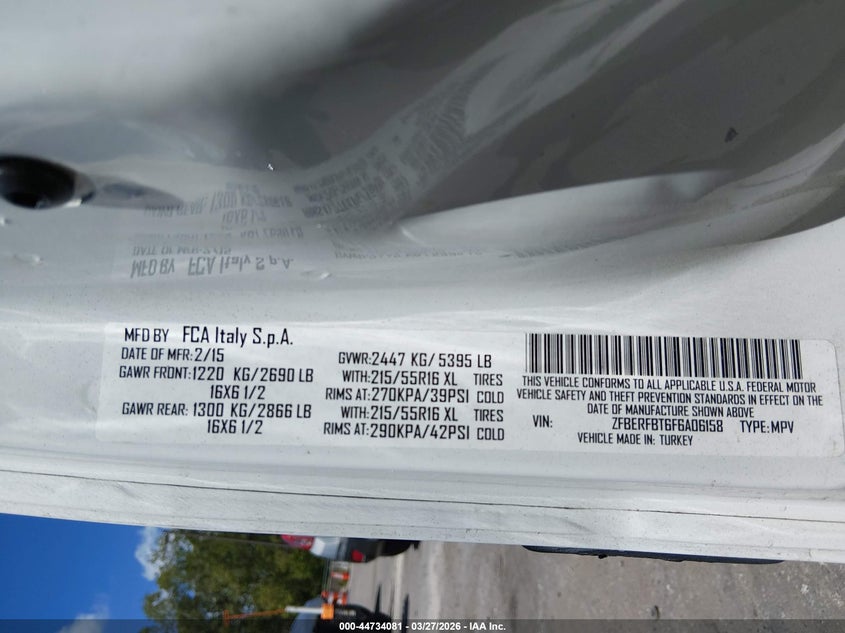 MFD BY FCA Italy S.p.A.
DATE OF MFR: 2/15
GVWR: 2447 KG/ 5395 LB
GAWR FRONT: 1220 KG/2690 LB WITH: 215/55R16 XL TIRES
16X6 1/2 RIMS AT: 270KPA/39PSI COLD
GAWR REAR: 1300 KG/2866 LB WITH: 215/55R16 XL TIRES
16X6 1/2 RIMS AT: 290KPA/42PSI COLD
THIS VEHICLE CONFORMS TO ALL APPLICABLE U.S.A. FEDERAL MOTOR
VEHICLE SAFETY AND THEFT PREVENTION STANDARDS IN EFFECT ON THE
DATE OF MANUFACTURE SHOWN ABOVE
VIN: ZFBERFBT6F6A06158 TYPE: MPV
VEHICLE MADE IN: TURKEY
000-44734081 - 03/27/2026 - IAA Inc.